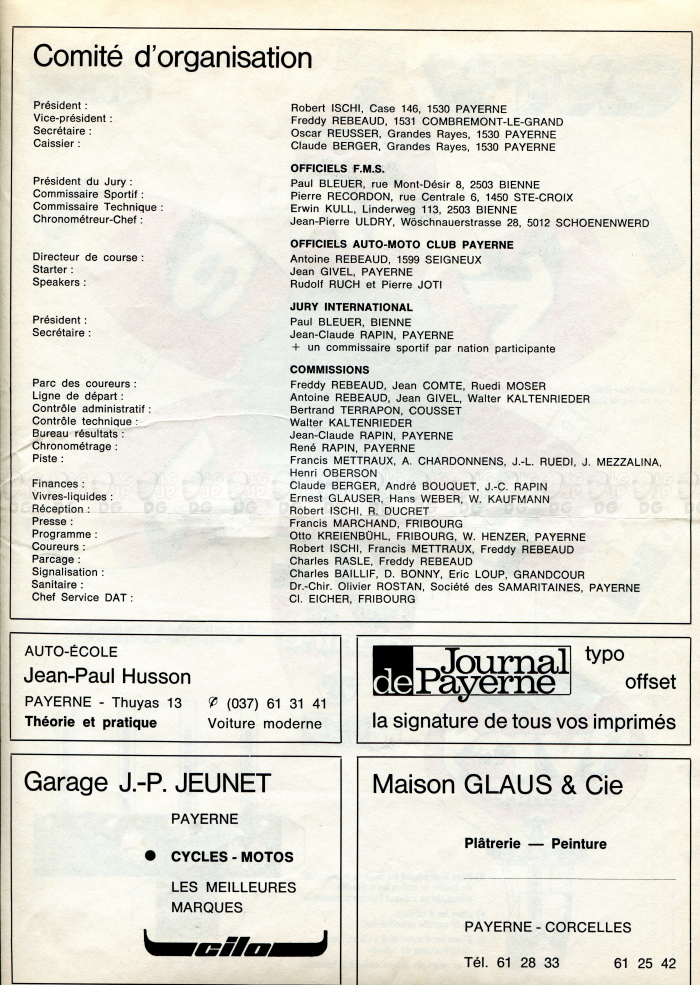 Comité d'organisation
Président : Robert ISCHI, Case 146, 1530 PAYERNE
Vice-président : Freddy REBEAUD, 1531 COMBREMONT-LE-GRAND
Secrétaire : Oscar REUSSER, Grandes Rayes, 1530 PAYERNE
Caissier : Claude BERGER, Grandes Rayes, 1530 PAYERNE
OFFICIELS F.M.S.
Président du Jury : Paul BLEUER, rue Mont-Désir 8, 2503 BIENNE
Commissaire Sportif : Pierre RECORDON, rue Centrale 6, 1450 STE-CROIX
Commissaire Technique : Erwin KULL, Linderweg 113, 2503 BIENNE
Chronométreur-Chef : Jean-Pierre ULDRY, Wöschnauerstrasse 28, 5012 SCHOENENWERD
OFFICIELS AUTO-MOTO CLUB PAYERNE
Directeur de course : Antoine REBEAUD, 1599 SEIGNEUX
Starter : Jean GIVEL, PAYERNE
Speakers : Rudolf RUCH et Pierre JOTI
JURY INTERNATIONAL
Président : Paul BLEUER, BIENNE
Secrétaire : Jean-Claude RAPIN, PAYERNE
+ un commissaire sportif par nation participante
COMMISSIONS
Parc des coureurs : Freddy REBEAUD, Jean COMTE, Ruedi MOSER
Ligne de départ : Antoine REBEAUD, Jean GIVEL, Walter KALTENRIEDER
Contrôle administratif : Bertrand TERRAPON, COUSSET
Contrôle technique : Walter KALTENRIEDER
Bureau résultats : Jean-Claude RAPIN, PAYERNE
Chronométrage : René RAPIN, PAYERNE
Piste : Francis METTRAUX, A. CHARDONNENS, J.-L. RUEDI, J. MEZZALINA,
Henri OBERSON
Finances : Claude BERGER, André BOUQUET, J.-C. RAPIN
Vivres-liquides : Ernest GLAUSER, Hans WEBER, W. KAUFMANN
Réception : Robert ISCHI, R. DUCRET
Presse : Francis MARCHAND, FRIBOURG
Programme : Otto KREIENBÜHL, FRIBOURG, W. HENZER, PAYERNE
Coureurs : Robert ISCHI, Francis METTRAUX, Freddy REBEAUD
Parcage : Charles RASLE, Freddy REBEAUD
Signalisation : Charles BAILLIF, D. BONNY, Eric LOUP, GRANDCOUR
Sanitaire : Dr.-Chir. Olivier ROSTAN, Société des SAMARITAINES, PAYERNE
Chef Service DAT : Cl. EICHER, FRIBOURG
AUTO-ÉCOLE
Jean-Paul Husson
PAYERNE - Thuyas 13 ✆ (037) 61 31 41
Théorie et pratique Voiture moderne
Journal de Payerne
typo
offset
la signature de tous vos imprimés
Garage J.-P. JEUNET
PAYERNE
● CYCLES - MOTOS
LES MEILLEURES
MARQUES
cilo
Maison GLAUS & Cie
Plâtrerie — Peinture
PAYERNE - CORCELLES
Tél. 61 28 33 61 25 42